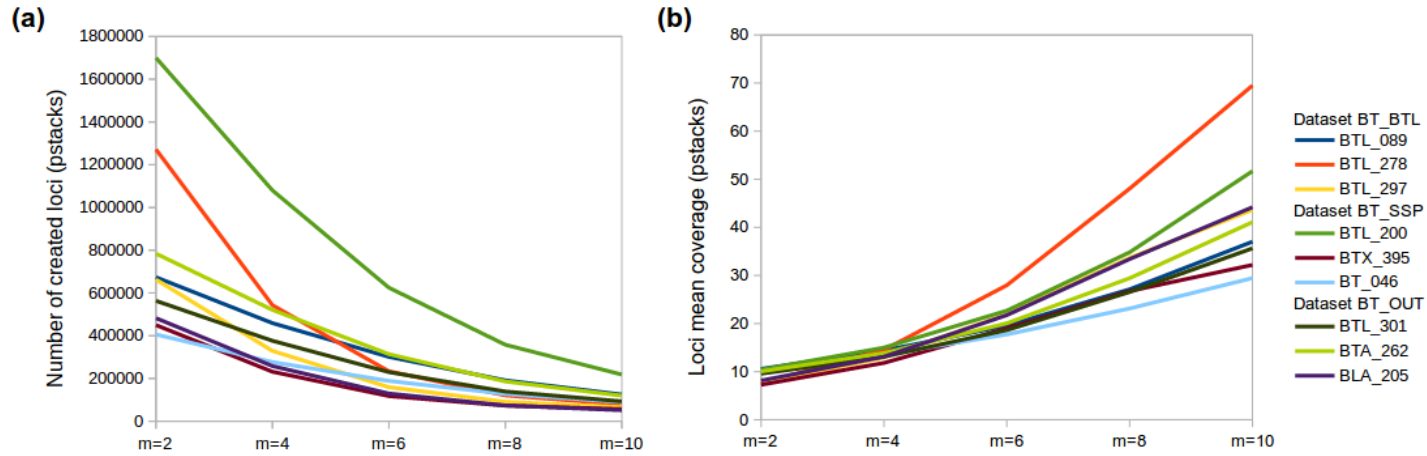 (a)
Number of created loci (pstacks)
1800000
1600000
1400000
1200000
1000000
800000
600000
400000
200000
0
m=2
m=4
m=6
m=8
m=10
(b)
Loci mean coverage (pstacks)
80
70
60
50
40
30
20
10
0
m=2
m=4
m=6
m=8
m=10
Dataset BT_BTL
BTL_089
BTL_278
BTL_297
Dataset BT_SSP
BTL_200
BTX_395
BT_046
Dataset BT_OUT
BTL_301
BTA_262
BLA_205